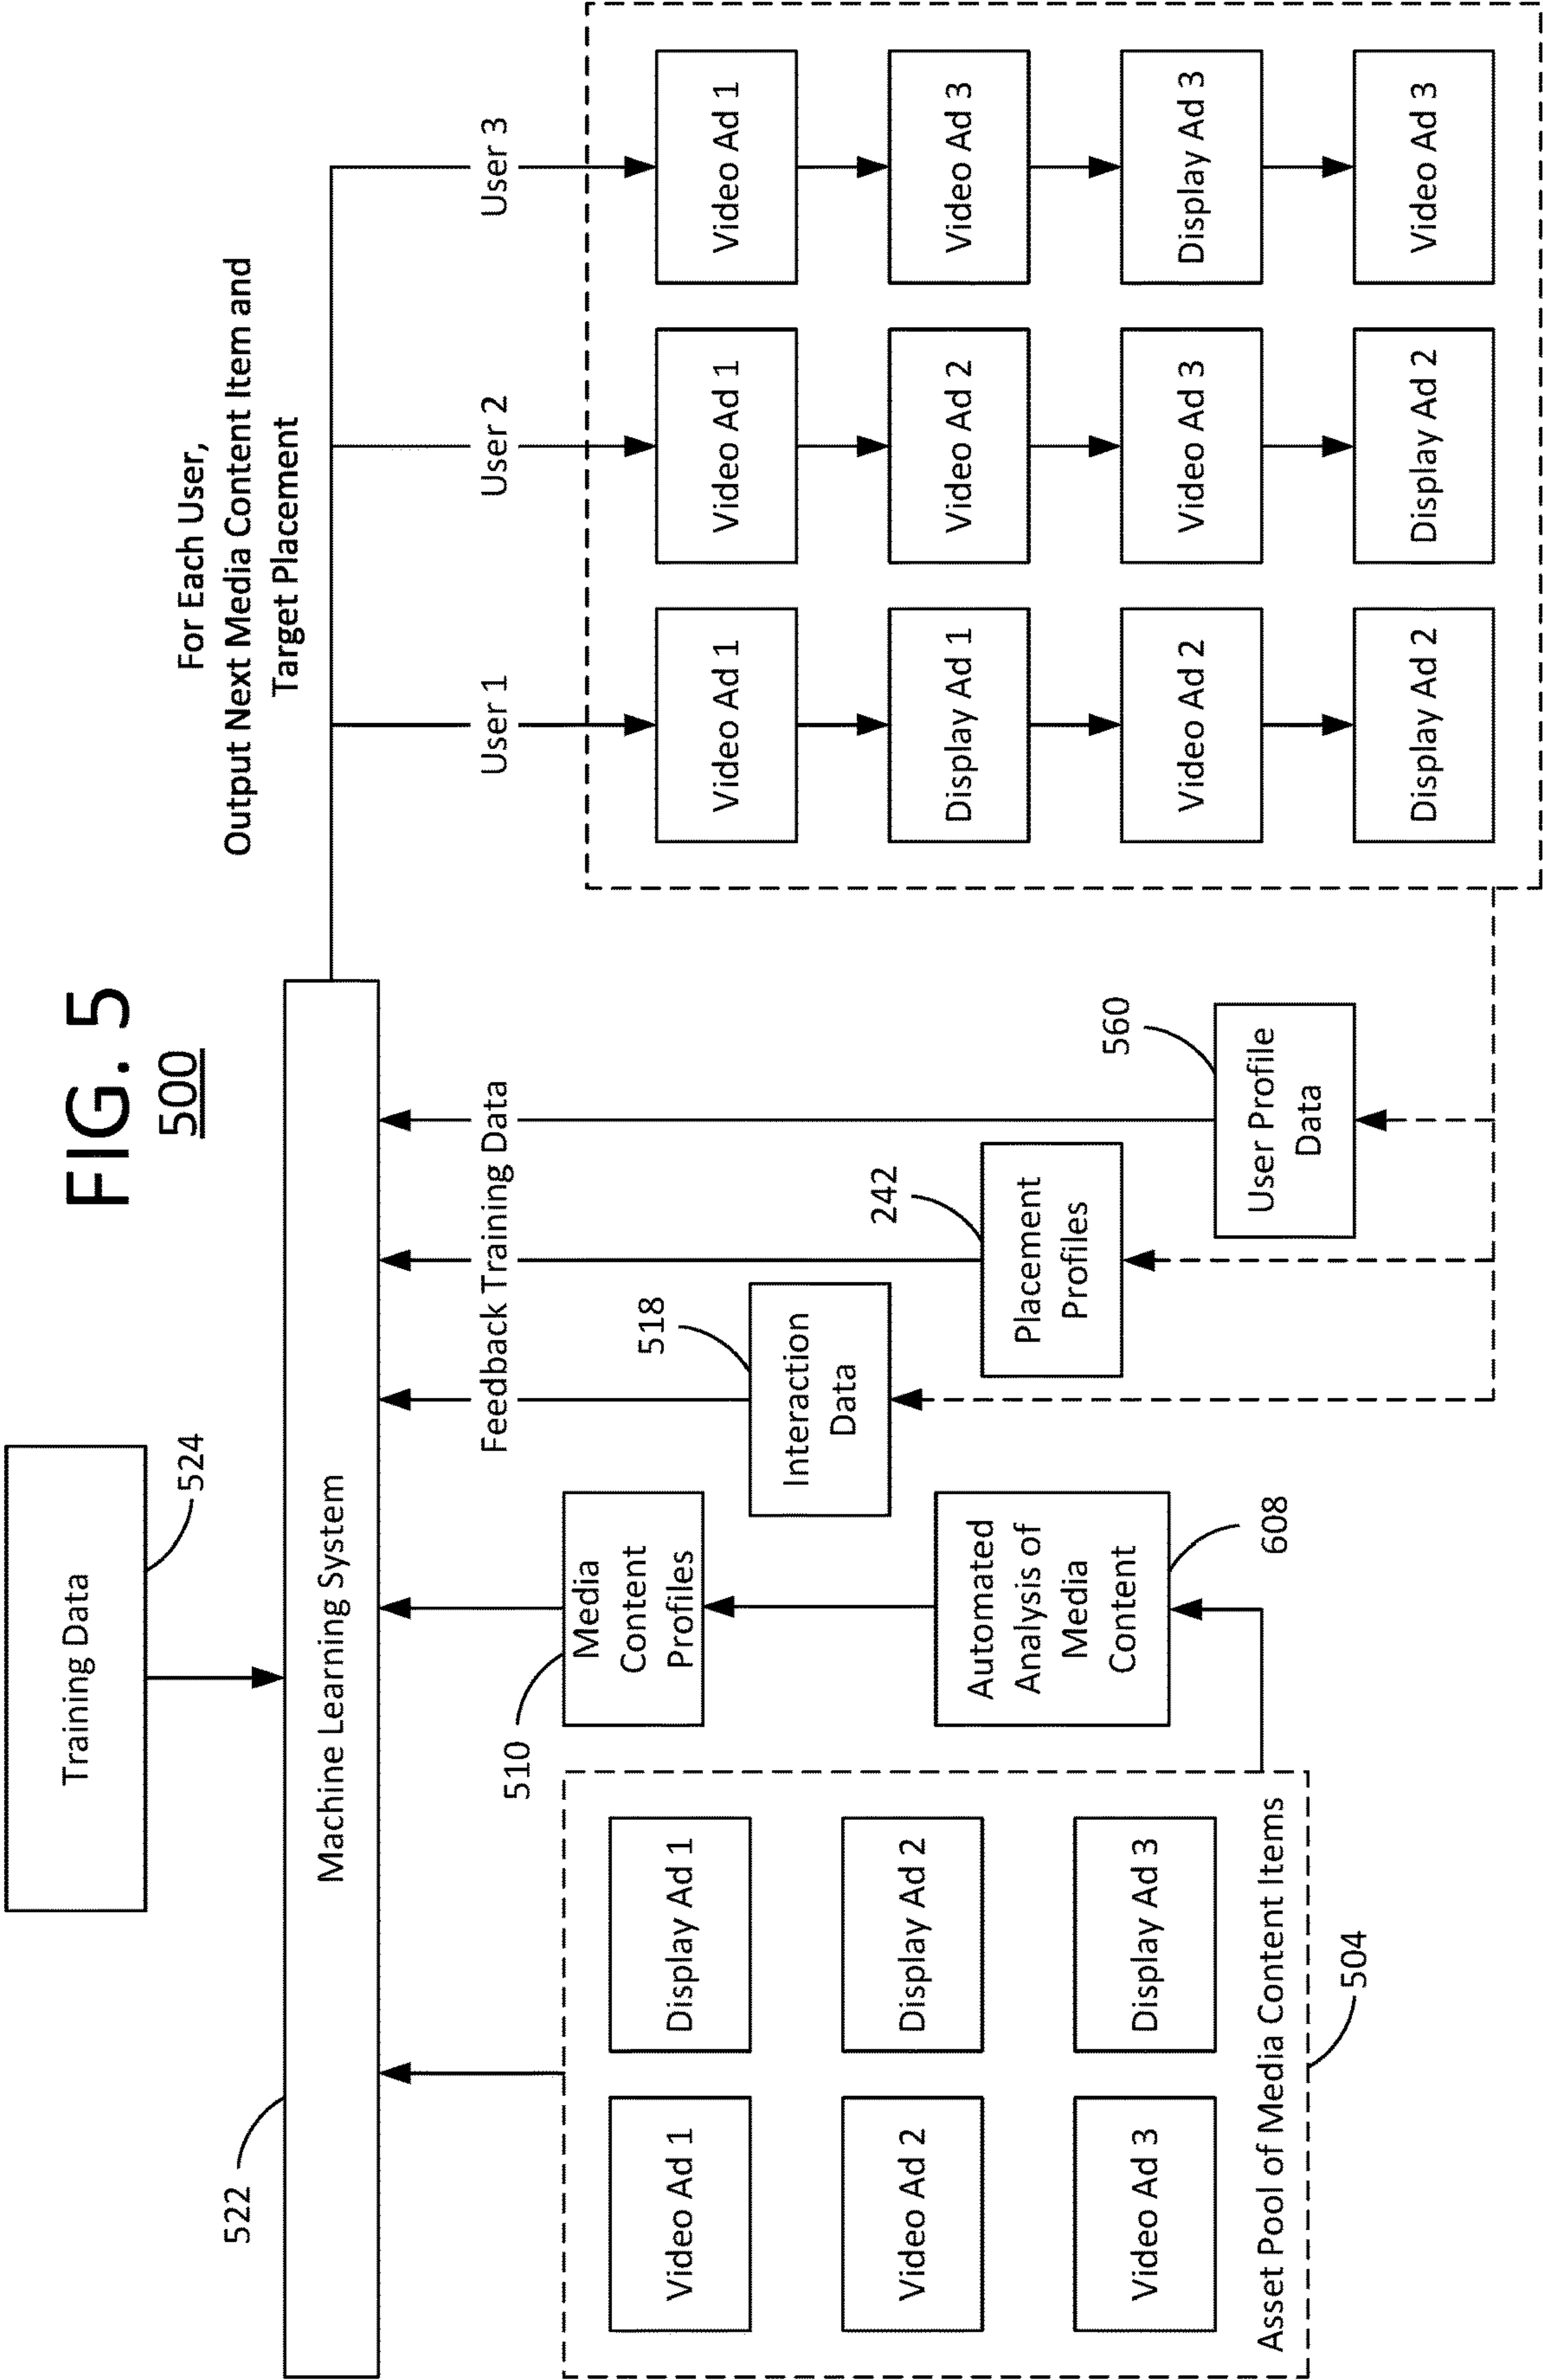 FIG. 5
500
Training Data
524
522
Machine Learning System
For Each User,
Output Next Media Content Item and
Target Placement
Feedback Training Data
User 1
User 2
User 3
Video Ad 1
Display Ad 1
Video Ad 2
Display Ad 2
Video Ad 3
Display Ad 3
Asset Pool of Media Content Items
504
510
Media
Content
Profiles
Automated
Analysis of
Media
Content
608
518
Interaction
Data
242
Placement
Profiles
560
User Profile
Data
Video Ad 1
Display Ad 1
Video Ad 2
Display Ad 2
Video Ad 1
Video Ad 2
Video Ad 3
Display Ad 2
Video Ad 1
Video Ad 3
Display Ad 3
Video Ad 3